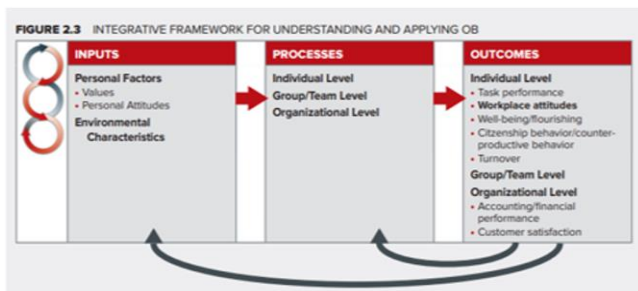 FIGURE 2.3 INTEGRATIVE FRAMEWORK FOR UNDERSTANDING AND APPLYING OB
INPUTS
Personal Factors
• Values
• Personal Attitudes
Environmental
Characteristics
PROCESSES
Individual Level
Group/Team Level
Organizational Level
OUTCOMES
Individual Level
• Task performance
• Workplace attitudes
• Well-being/flourishing
• Citzenship behavior/counter-
productive behavior
• Turnover
Group/Team Level
Organizational Level
• Accounting/financial
performance
• Customer satisfaction